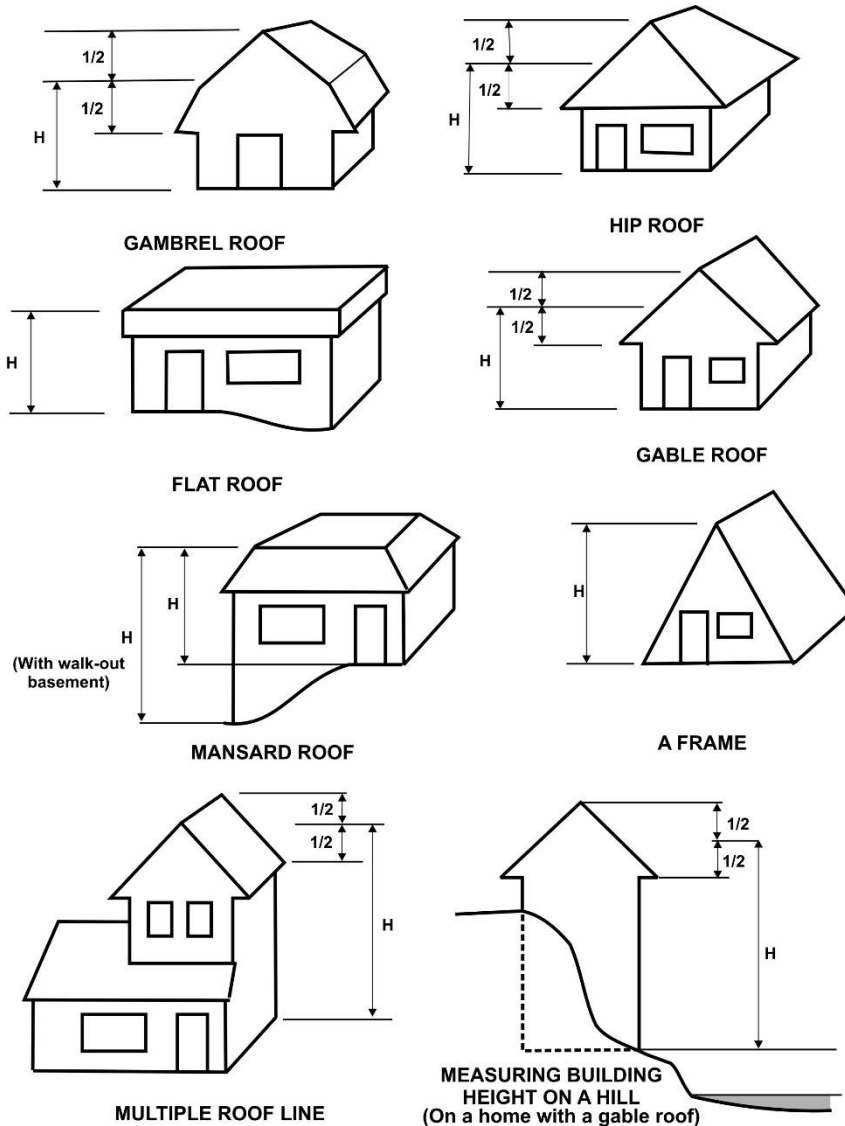 1/2
1/2
H
GAMBREL ROOF
1/2
1/2
H
HIP ROOF
H
FLAT ROOF
1/2
1/2
H
GABLE ROOF
H
H
(With walk-out
basement)
MANSARD ROOF
H
A FRAME
1/2
1/2
H
MULTIPLE ROOF LINE
1/2
1/2
H
MEASURING BUILDING
HEIGHT ON A HILL
(On a home with a gable roof)